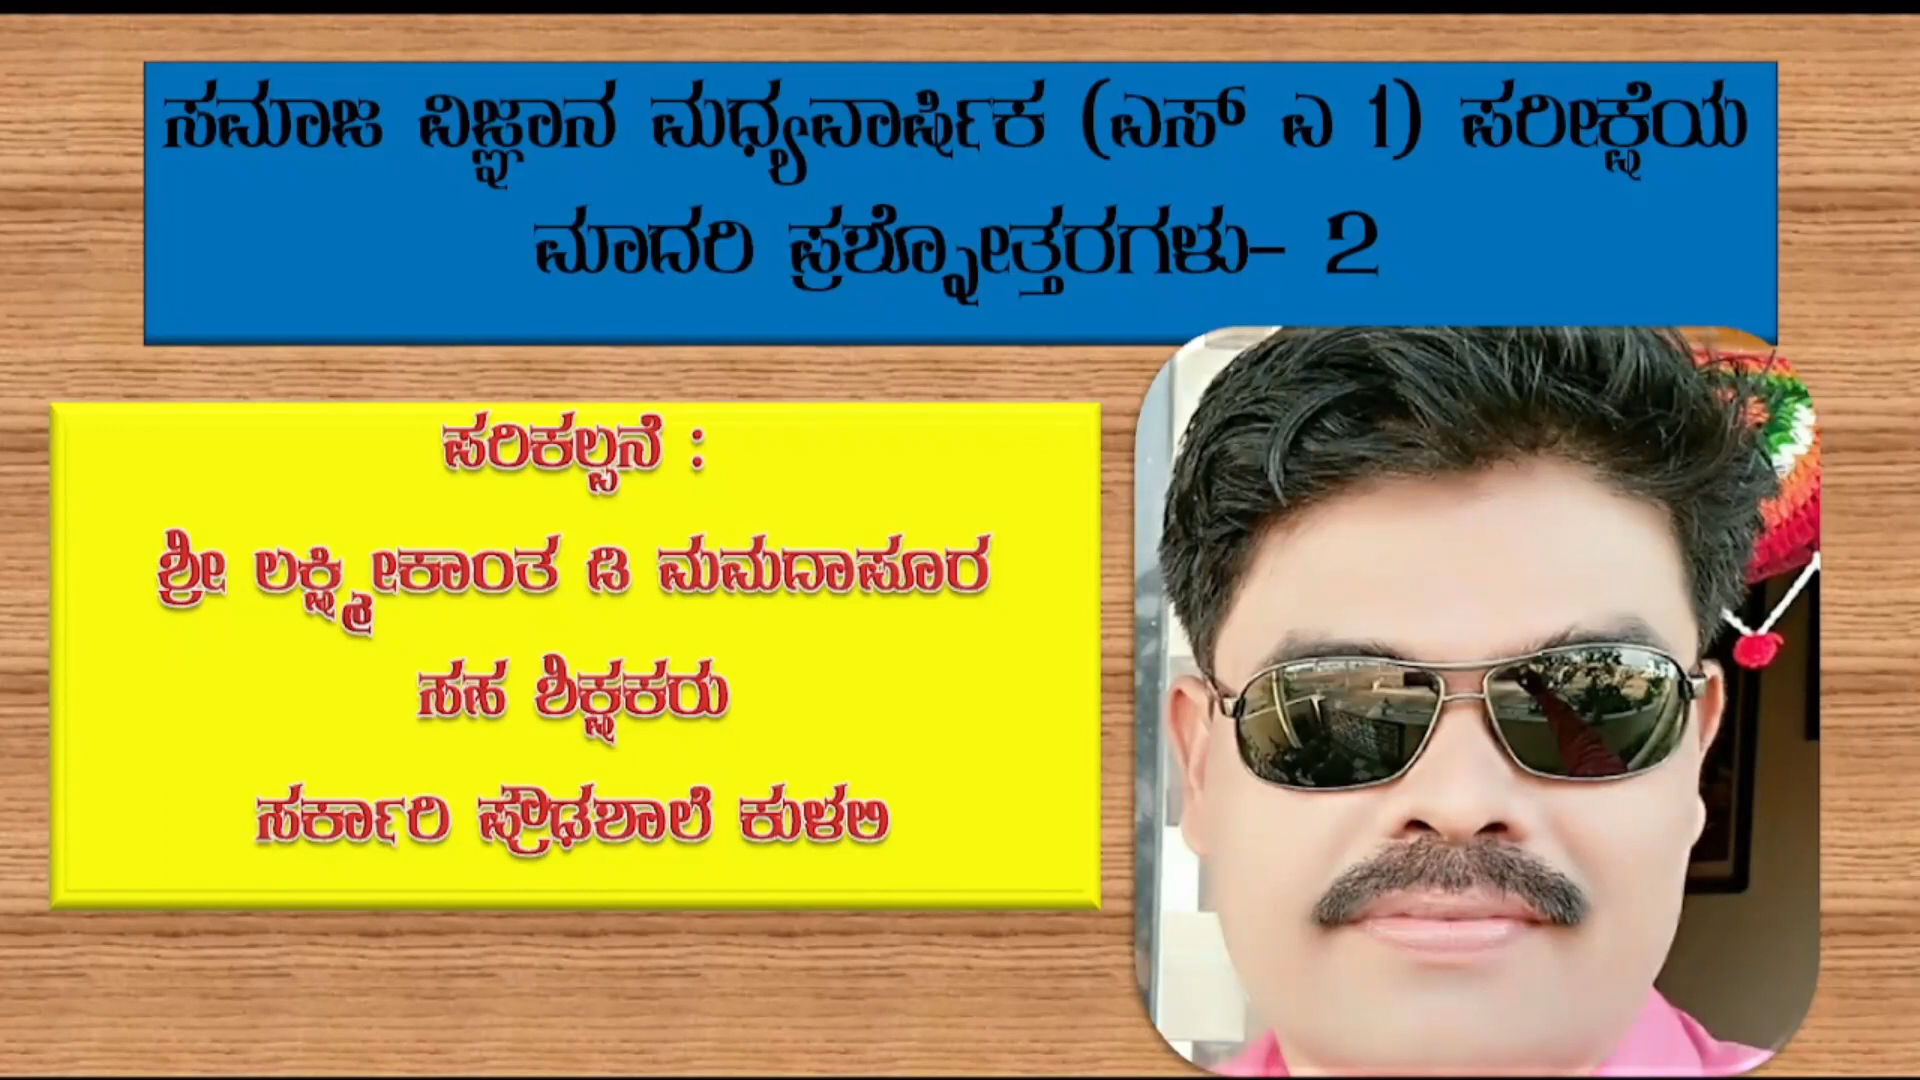 ಸಮಾಜ ವಿಜ್ಞಾನ ಮಧ್ಯವಾರ್ಷಿಕ (ಎಸ್ ಎ 1) ಪರೀಕ್ಷೆಯ
ಮಾದರಿ ಪ್ರಶ್ನೋತ್ತರಗಳು- 2
ಪರಿಕಲ್ಪನೆ :
ಶ್ರೀ ಲಕ್ಷ್ಮೀಕಾಂತ ಡಿ ಮಮದಾಪೂರ
ಸಹ ಶಿಕ್ಷಕರು
ಸರ್ಕಾರಿ ಪ್ರೌಢಶಾಲೆ ಕುಳಲಿ